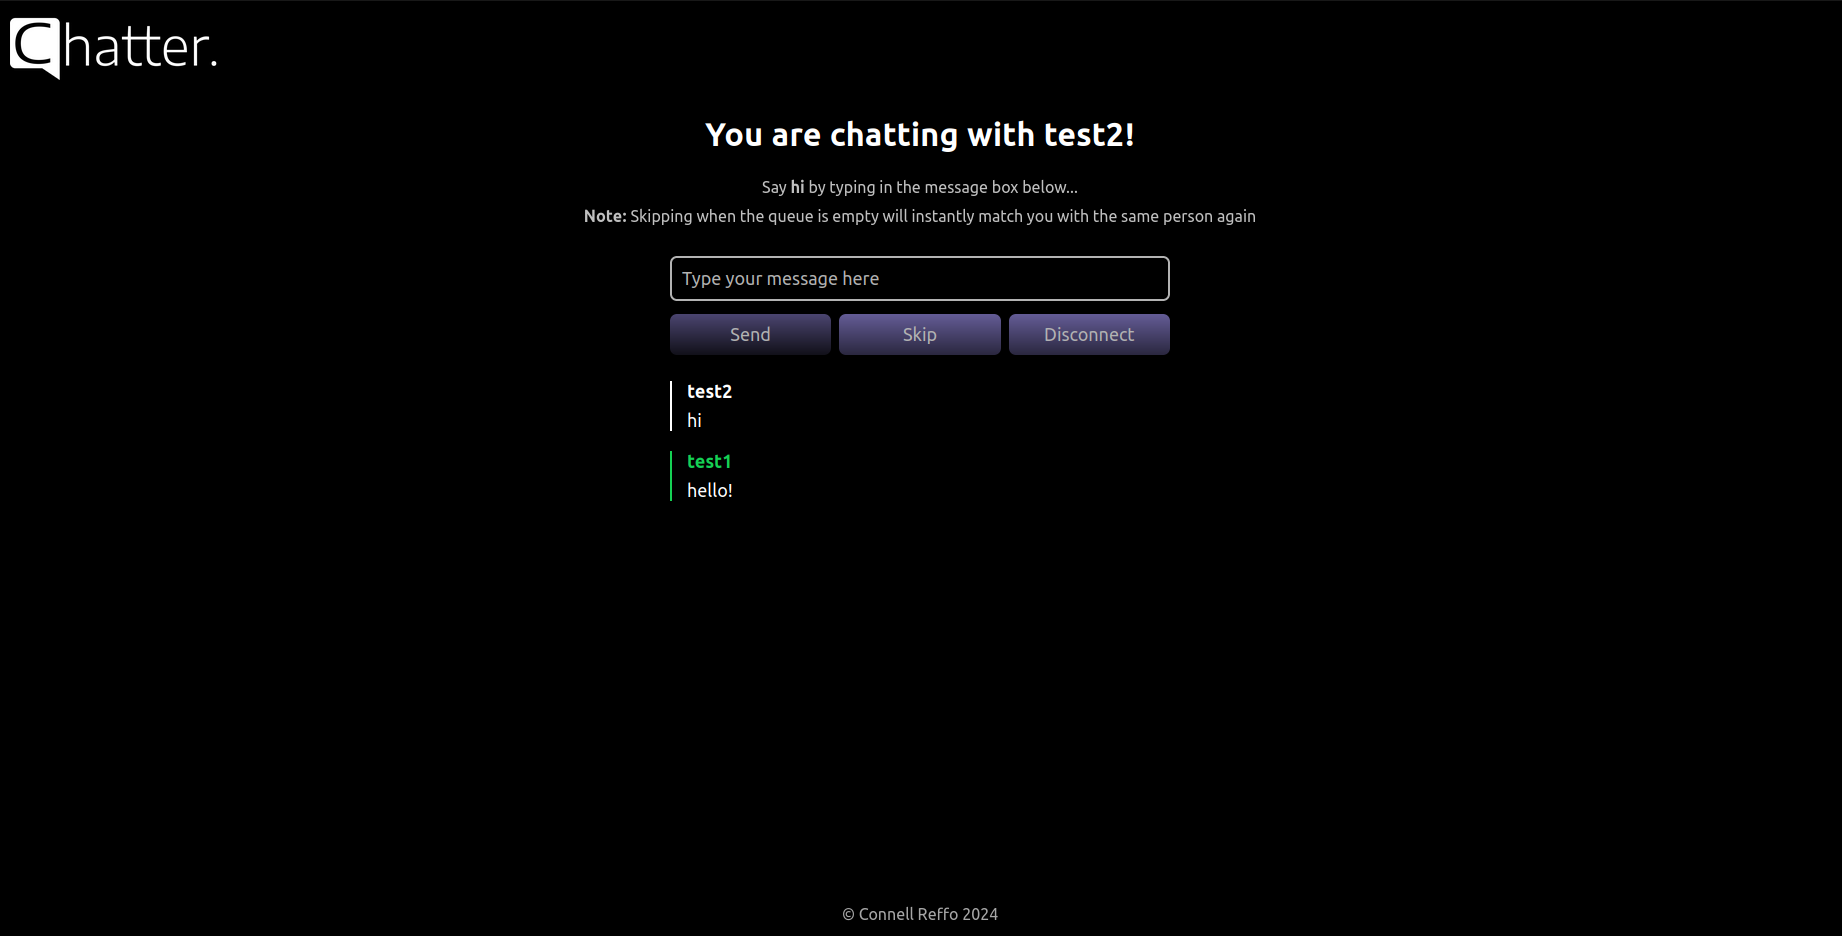 Chatter.
You are chatting with test2!
Say hi by typing in the message box below...
Note: Skipping when the queue is empty will instantly match you with the same person again
Type your message here
Send Skip Disconnect
test2
hi
test1
hello!
© Connell Reffo 2024